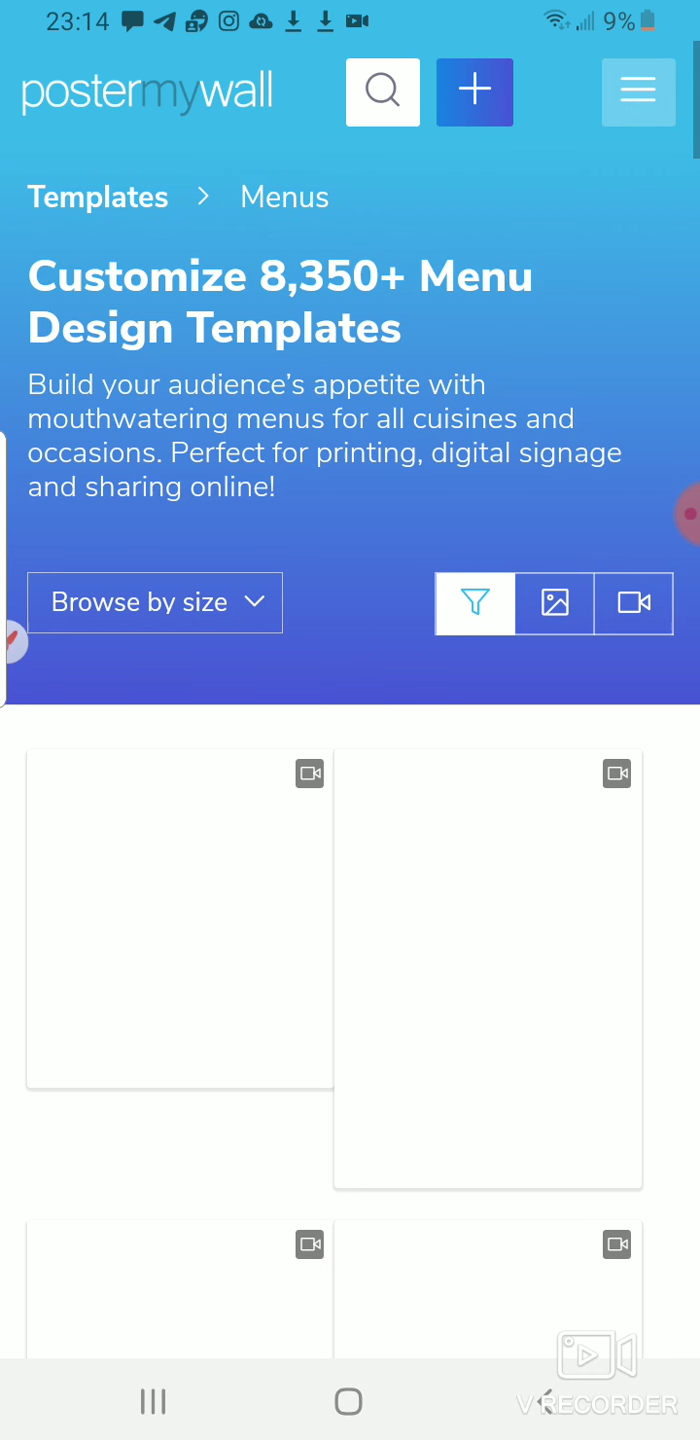 23:14
9%
postermywall
Templates > Menus
Customize 8,350+ Menu
Design Templates
Build your audience’s appetite with
mouthwatering menus for all cuisines and
occasions. Perfect for printing, digital signage
and sharing online!
Browse by size
V RECORDER